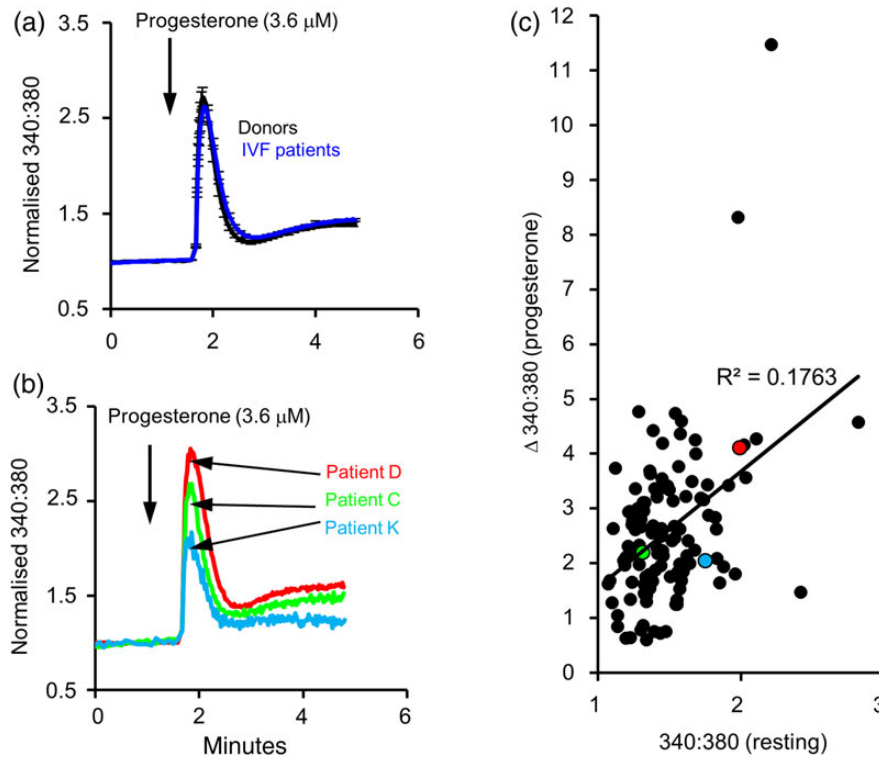 (a)
Progesterone (3.6 μM)
Normalised 340:380
3.5
2.5
1.5
0.5
Donors
IVF patients
0
2
4
6
(b)
Progesterone (3.6 μM)
Normalised 340:380
3.5
2.5
1.5
0.5
Patient D
Patient C
Patient K
0
2
4
6
Minutes
(c)
Δ 340:380 (progesterone)
12
11
10
9
8
7
6
5
4
3
2
1
0
R² = 0.1763
1
2
3
340:380 (resting)